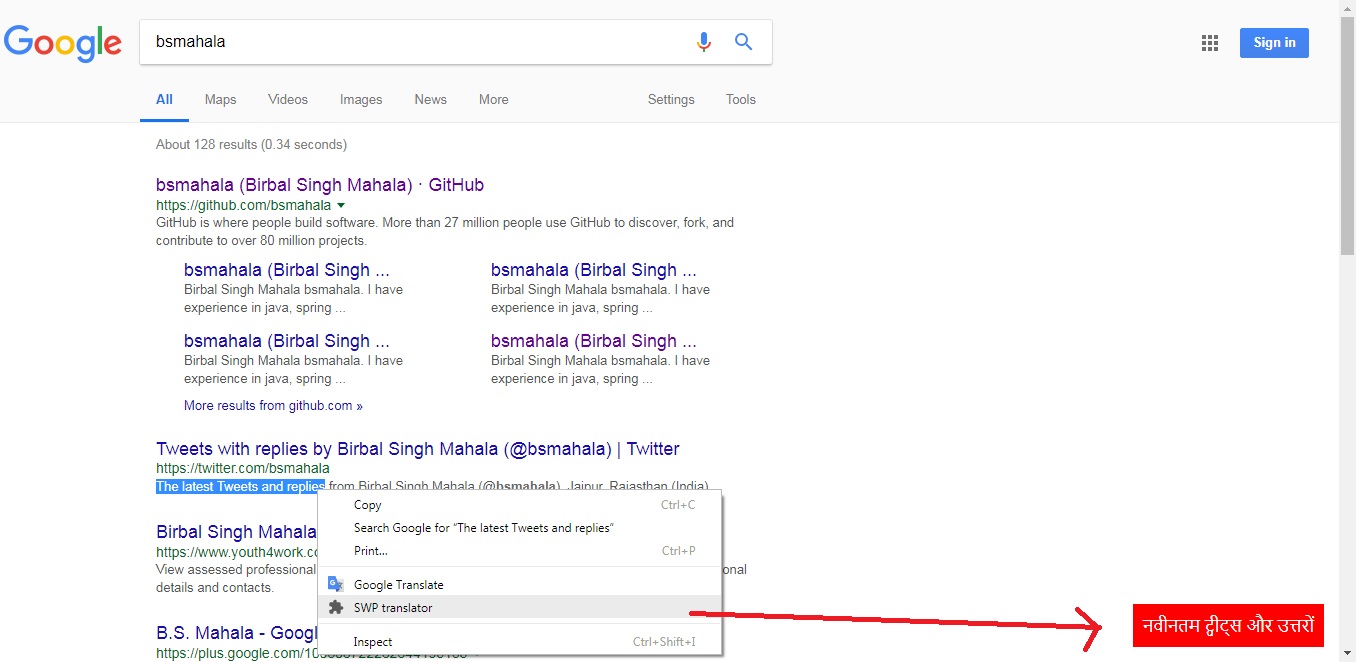 Google
bsmahala
Sign in
All Maps Videos Images News More Settings Tools
About 128 results (0.34 seconds)
bsmahala (Birbal Singh Mahala) · GitHub
https://github.com/bsmahala
GitHub is where people build software. More than 27 million people use GitHub to discover, fork, and
contribute to over 80 million projects.
bsmahala (Birbal Singh ...
Birbal Singh Mahala bsmahala. I have
experience in java, spring ...
bsmahala (Birbal Singh ...
Birbal Singh Mahala bsmahala. I have
experience in java, spring ...
bsmahala (Birbal Singh ...
Birbal Singh Mahala bsmahala. I have
experience in java, spring ...
bsmahala (Birbal Singh ...
Birbal Singh Mahala bsmahala. I have
experience in java, spring ...
More results from github.com »
Tweets with replies by Birbal Singh Mahala (@bsmahala) | Twitter
https://twitter.com/bsmahala
The latest Tweets and replies from Birbal Singh Mahala (@bsmahala). Jaipur, Rajasthan (India)
Birbal Singh Mahala
https://www.youth4work.co
View assessed professional
onal
details and contacts.
B.S. Mahala - Googl
https://plus.google.com/
Copy Ctrl+C
Search Google for “The latest Tweets and replies”
Print... Ctrl+P
Google Translate
SWP translator
Inspect Ctrl+Shift+I
नवीनतम ट्वीट्स और उत्तरों